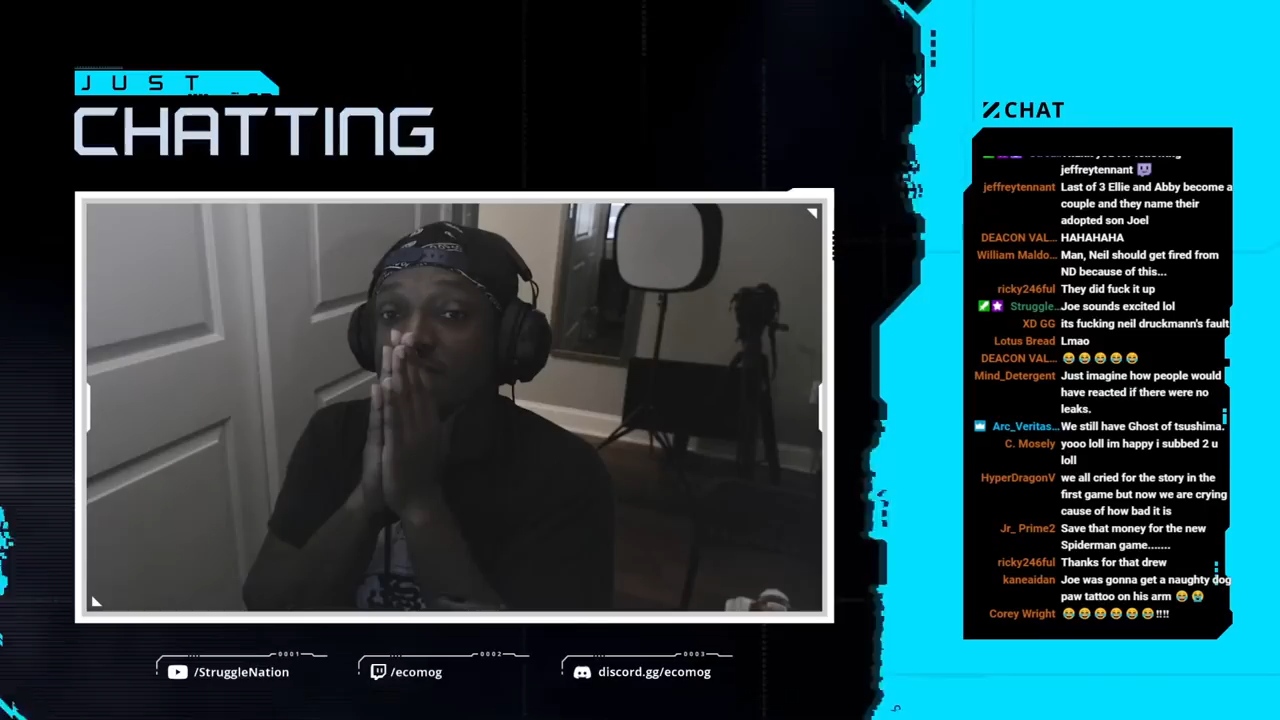 JUST
CHATTING
CHAT
jeffreytennant
jeffreytennant Last of 3 Ellie and Abby become a
couple and they name their
adopted son Joel
DEACON VAL... HAHAHAHA
William Maldo... Man, Neil should get fired from
ND because of this...
ricky246ful They did fuck it up
Struggle... Joe sounds excited lol
XD GG its fucking neil druckmann's fault
Lotus Bread Lmao
DEACON VAL... 😂😂😂😂😂
Mind_Detergent Just imagine how people would
have reacted if there were no
leaks.
Arc_Veritas... We still have Ghost of tsushima.
C. Mosely yooo loll im happy i subbed 2 u
loll
HyperDragonV we all cried for the story in the
first game but now we are crying
cause of how bad it is
Jr_ Prime2 Save that money for the new
Spiderman game.......
ricky246ful Thanks for that drew
kaneaidan Joe was gonna get a naughty dog
paw tattoo on his arm 😂😭
Corey Wright 😂😂😂😂😂😂!!!!
0001
/StruggleNation
0002
/ecomog
0003
discord.gg/ecomog